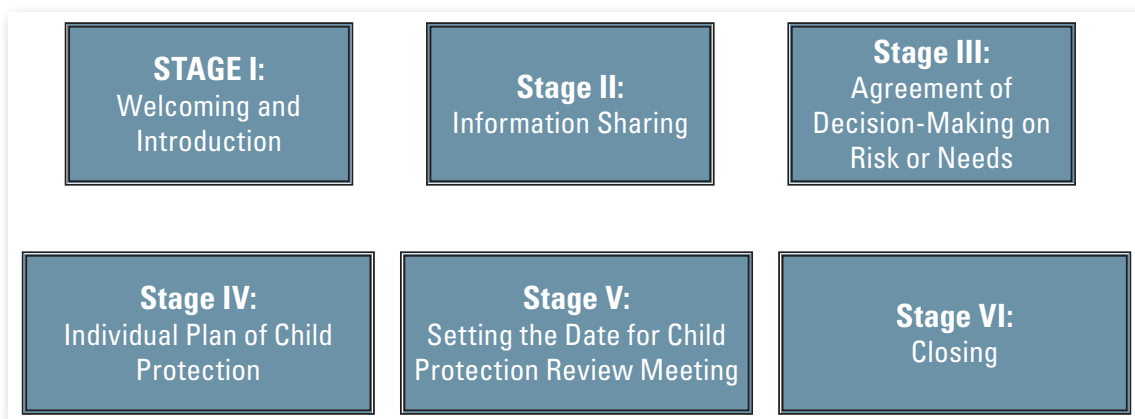 STAGE I:
Welcoming and
Introduction
Stage II:
Information Sharing
Stage III:
Agreement of
Decision-Making on
Risk or Needs
Stage IV:
Individual Plan of Child
Protection
Stage V:
Setting the Date for Child
Protection Review Meeting
Stage VI:
Closing